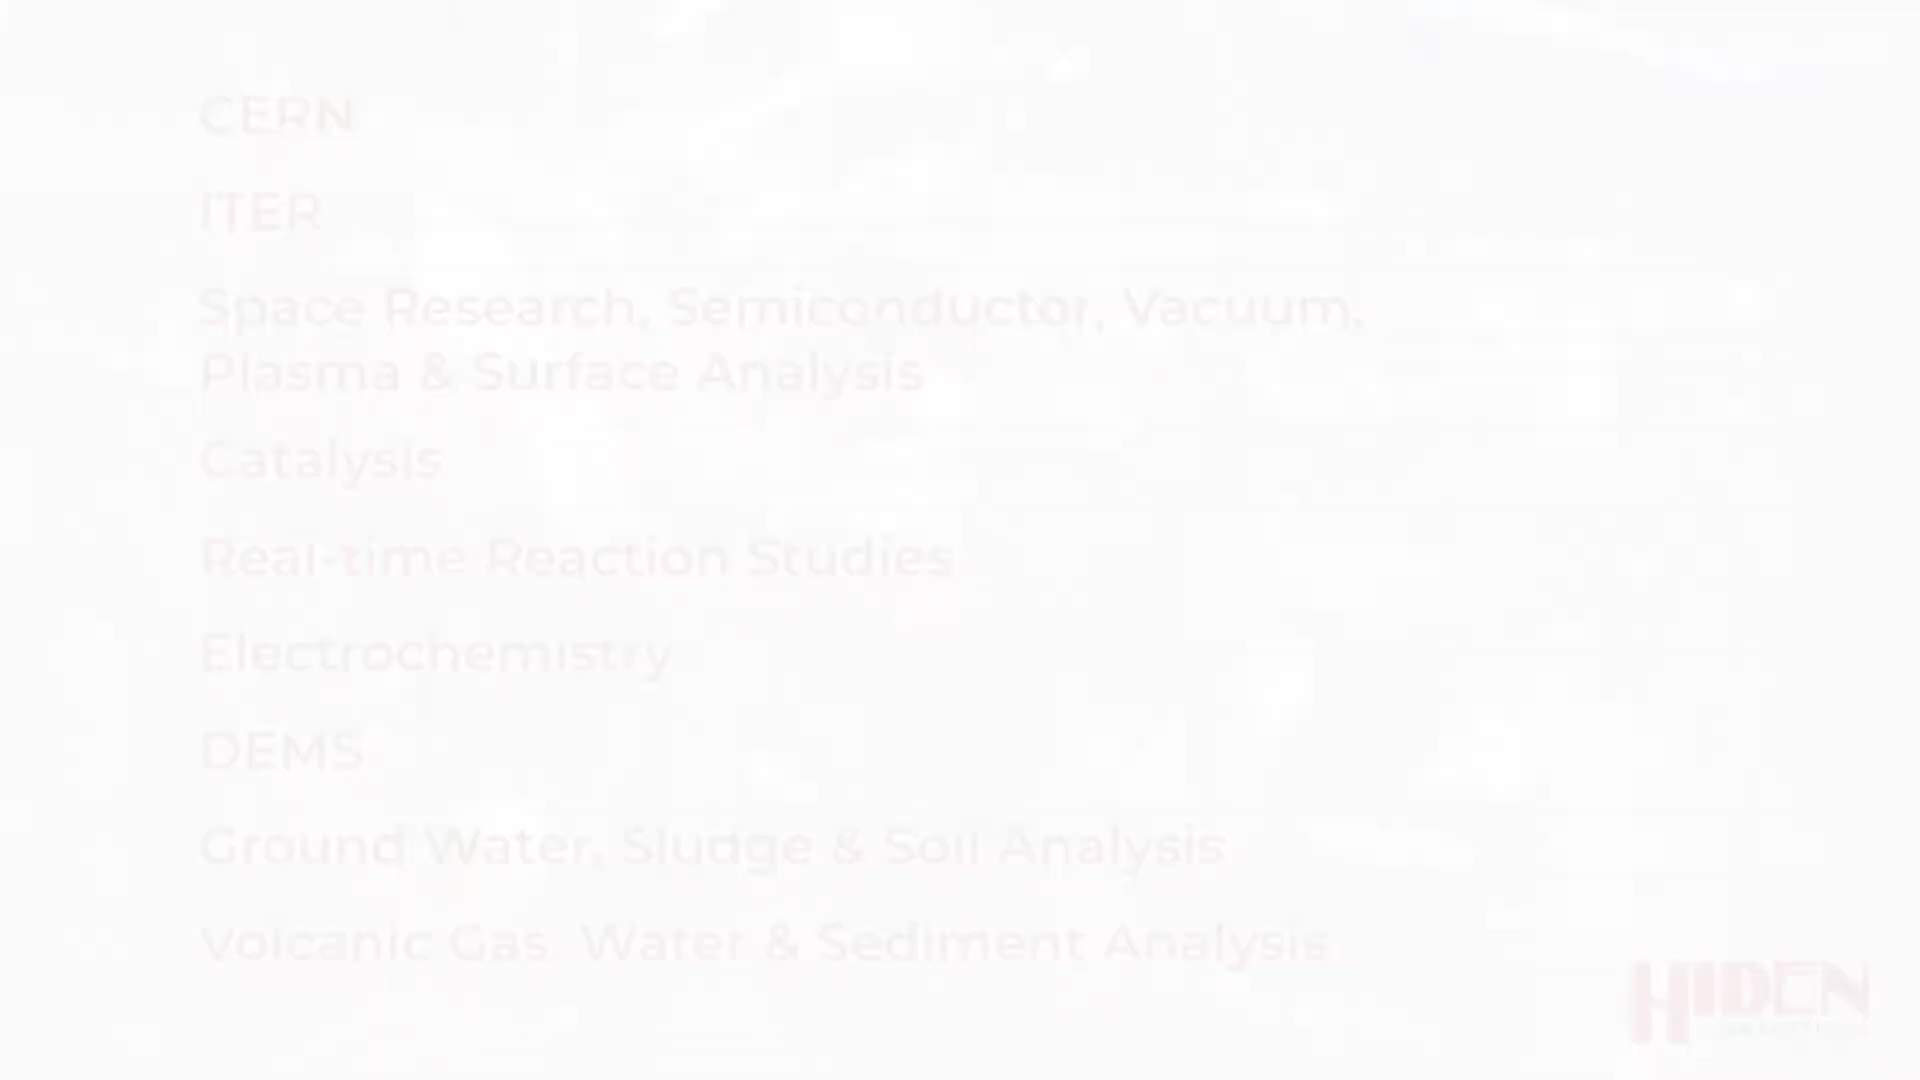 CERN
ITER
Space Research, Semiconductor, Vacuum,
Plasma & Surface Analysis
Catalysis
Real-time Reaction Studies
Electrochemistry
DEMS
Ground Water, Sludge & Soil Analysis
Volcanic Gas, Water & Sediment Analysis
HIDEN